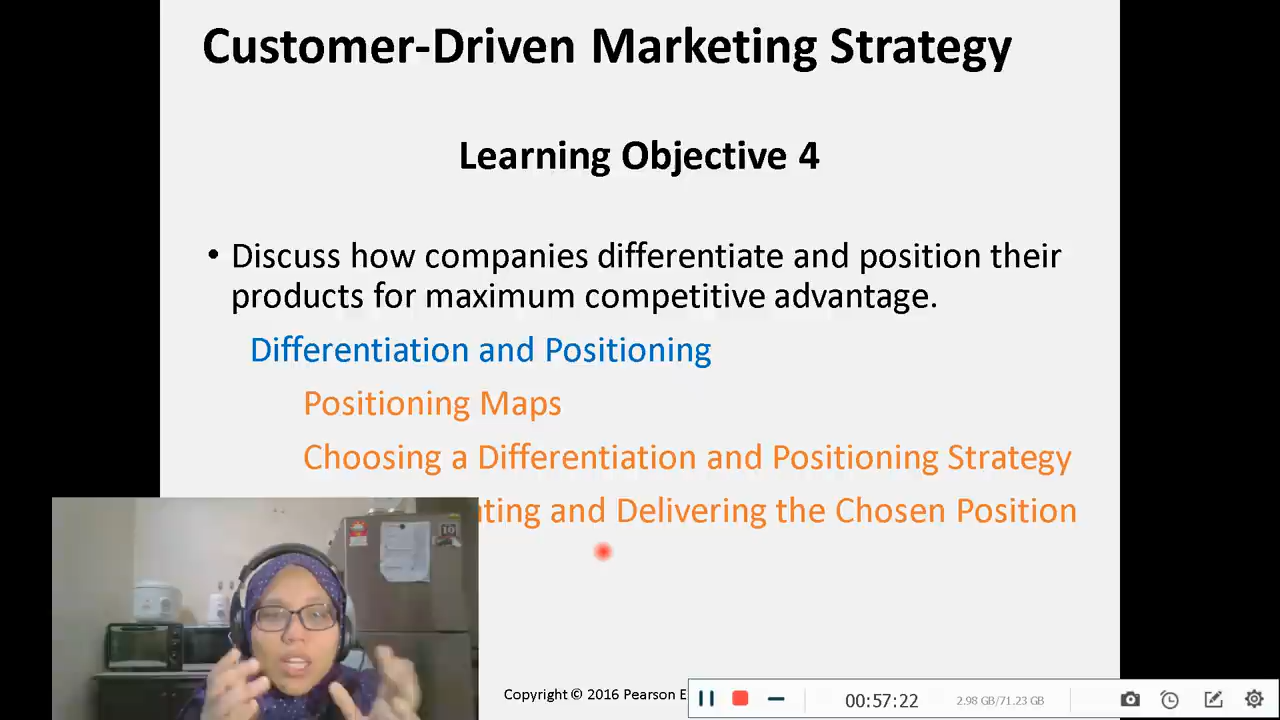 Customer-Driven Marketing Strategy
Learning Objective 4
• Discuss how companies differentiate and position their
products for maximum competitive advantage.
Differentiation and Positioning
Positioning Maps
Choosing a Differentiation and Positioning Strategy
and Delivering the Chosen Position
Copyright © 2016 Pearson
00:57:22
2.98 GB/71.23 GB